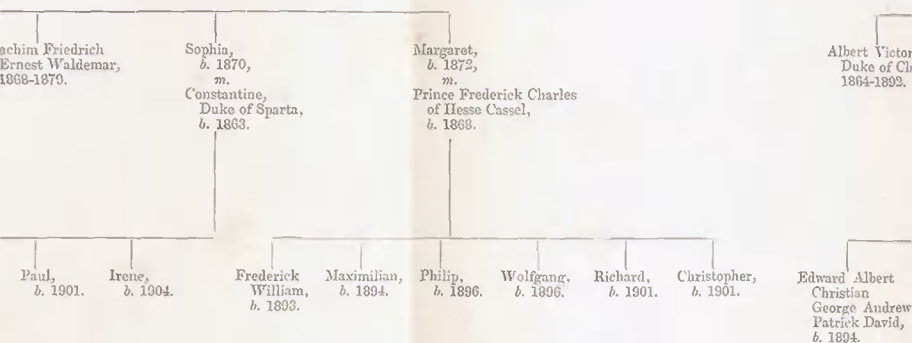 achim Friedrich
Ernest Waldemar,
1868-1879.
Sophia,
b. 1870,
m.
Constantine,
Duke of Sparta,
b. 1868.
Margaret,
b. 1872,
m.
Prince Frederick Charles
of Hesse Cassel,
b. 1868.
Albert Victor
Duke of Cl
1864-1892.
Paul,
b. 1901.
Irene,
b. 1904.
Frederick
William,
b. 1893.
Maximilian,
b. 1894.
Philip,
b. 1896.
Wolfgang,
b. 1896.
Richard,
b. 1901.
Christopher,
b. 1901.
Edward Albert
Christian
George Andrew
Patrick David,
b. 1894.